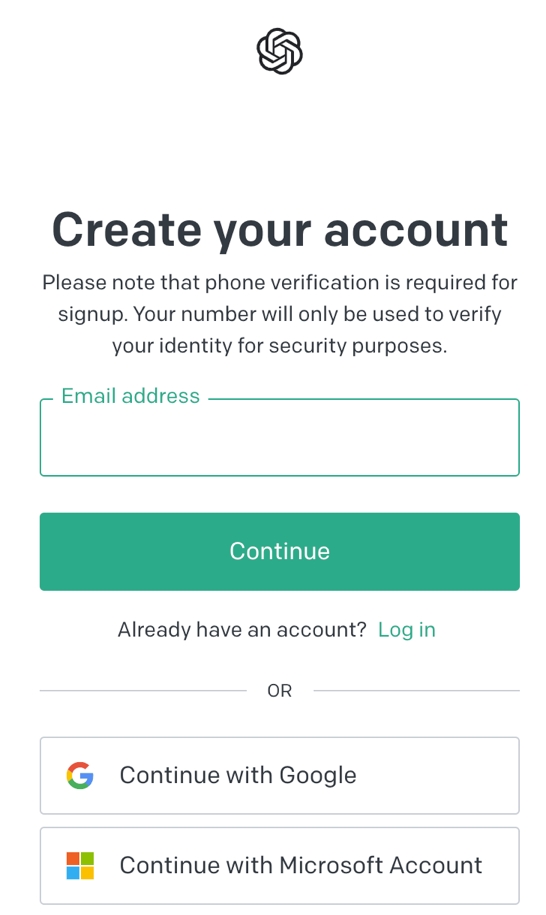 Create your account
Please note that phone verification is required for
signup. Your number will only be used to verify
your identity for security purposes.
Email address
Continue
Already have an account? Log in
OR
Continue with Google
Continue with Microsoft Account